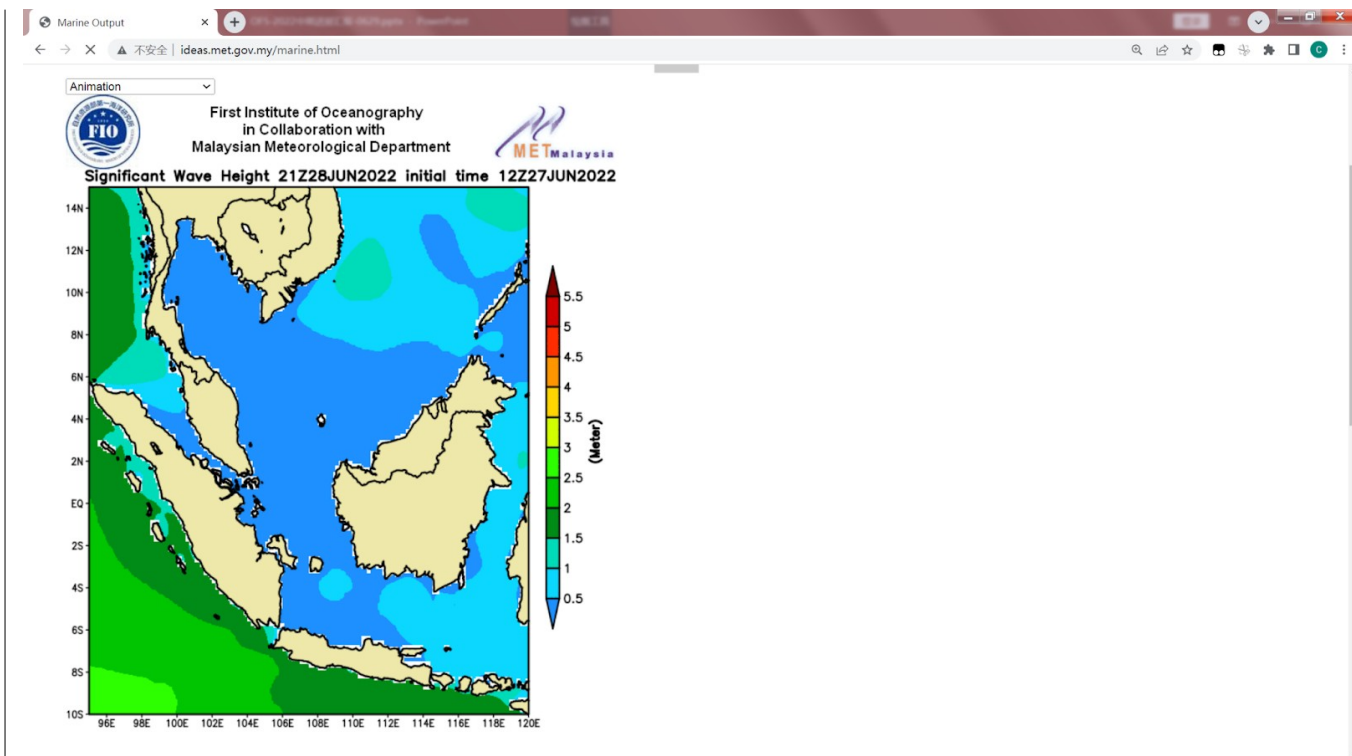 Marine Output
ideas.met.gov.my/marine.html
不安全
C
Animation
FIO
First Institute of Oceanography
in Collaboration with
Malaysian Meteorological Department
METMalaysia
Significant Wave Height 21Z28JUN2022 initial time 12Z27JUN2022
14N
12N
10N
8N
6N
4N
2N
EQ
2S
4S
6S
8S
10S
96E 98E 100E 102E 104E 106E 108E 110E 112E 114E 116E 118E 120E
5.5
5
4.5
4
3.5
3
2.5
2
1.5
1
0.5
(Meter)